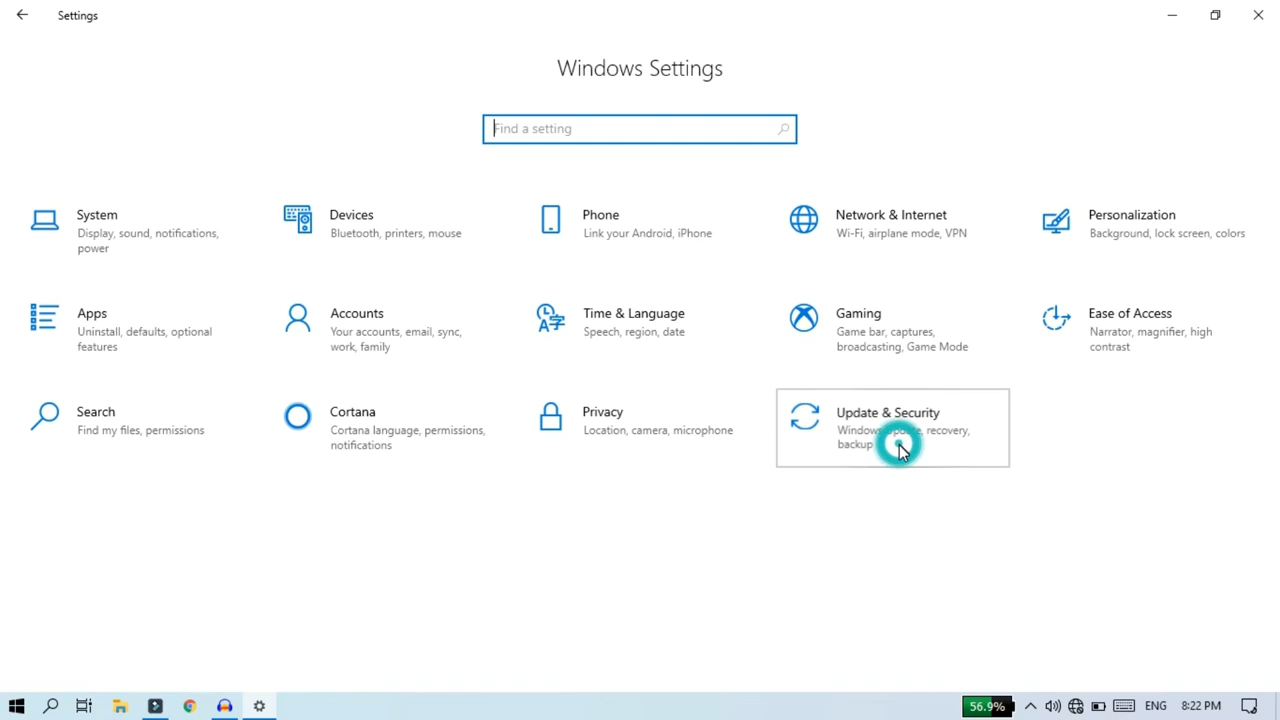 Settings
Windows Settings
Find a setting
System
Display, sound, notifications,
power
Devices
Bluetooth, printers, mouse
Phone
Link your Android, iPhone
Network & Internet
Wi-Fi, airplane mode, VPN
Personalization
Background, lock screen, colors
Apps
Uninstall, defaults, optional
features
Accounts
Your accounts, email, sync,
work, family
Time & Language
Speech, region, date
Gaming
Game bar, captures,
broadcasting, Game Mode
Ease of Access
Narrator, magnifier, high
contrast
Search
Find my files, permissions
Cortana
Cortana language, permissions,
notifications
Privacy
Location, camera, microphone
Update & Security
recovery,
backup
56.9%
ENG
8:22 PM